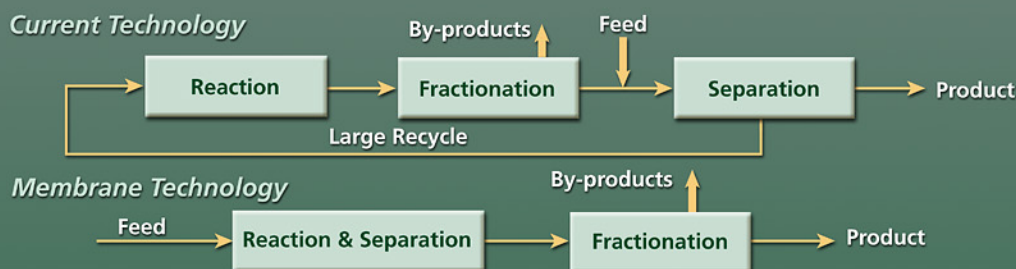 Current Technology
By-products
Feed
Reaction
Fractionation
Separation
Product
Large Recycle
Membrane Technology
By-products
Feed
Reaction & Separation
Fractionation
Product